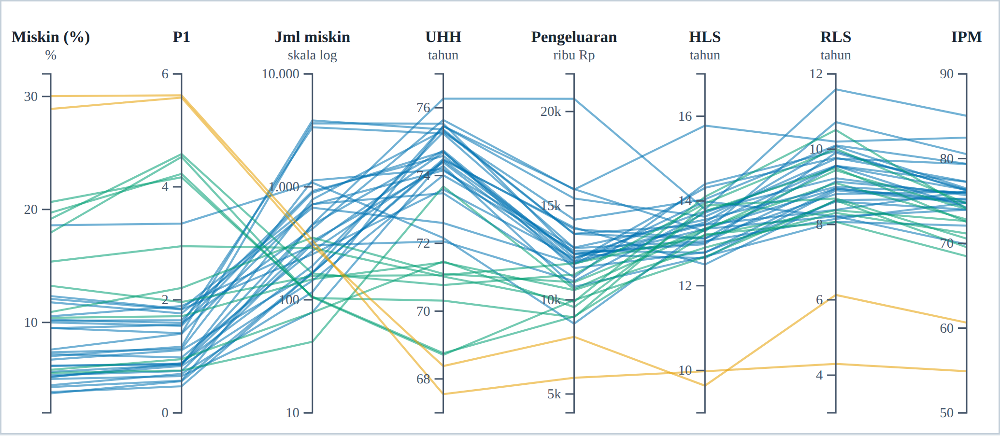 Miskin (%) P1 Jml miskin UHH Pengeluaran HLS RLS IPM
% skala log tahun ribu Rp tahun tahun
6 10.000 12 90
30
76 20k 16
10 80
4 1.000 74
20 15k 14
8
72 70
2 100 10k 12 6
10 70
60
68 10 4
5k
0 10 50